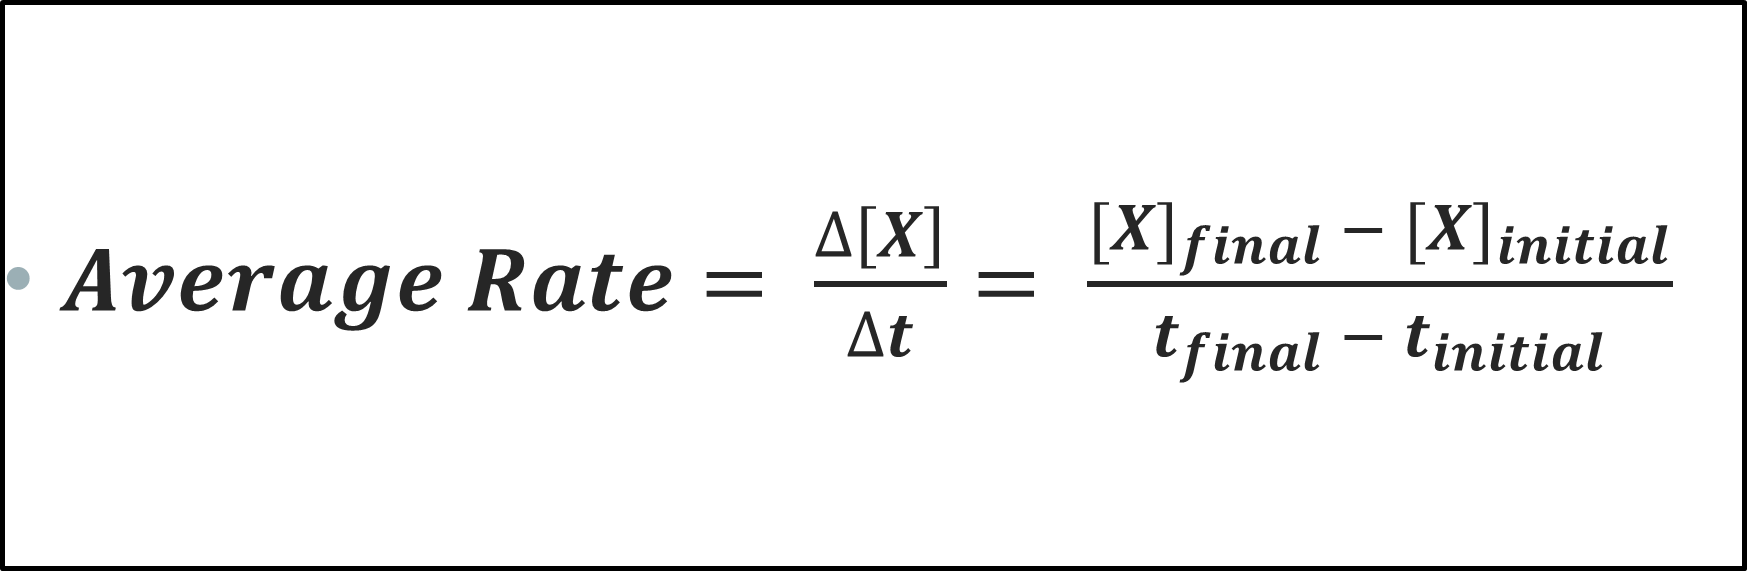 • Average Rate = Δ[X]/Δt = ([X]final − [X]initial)/(tfinal − tinitial)